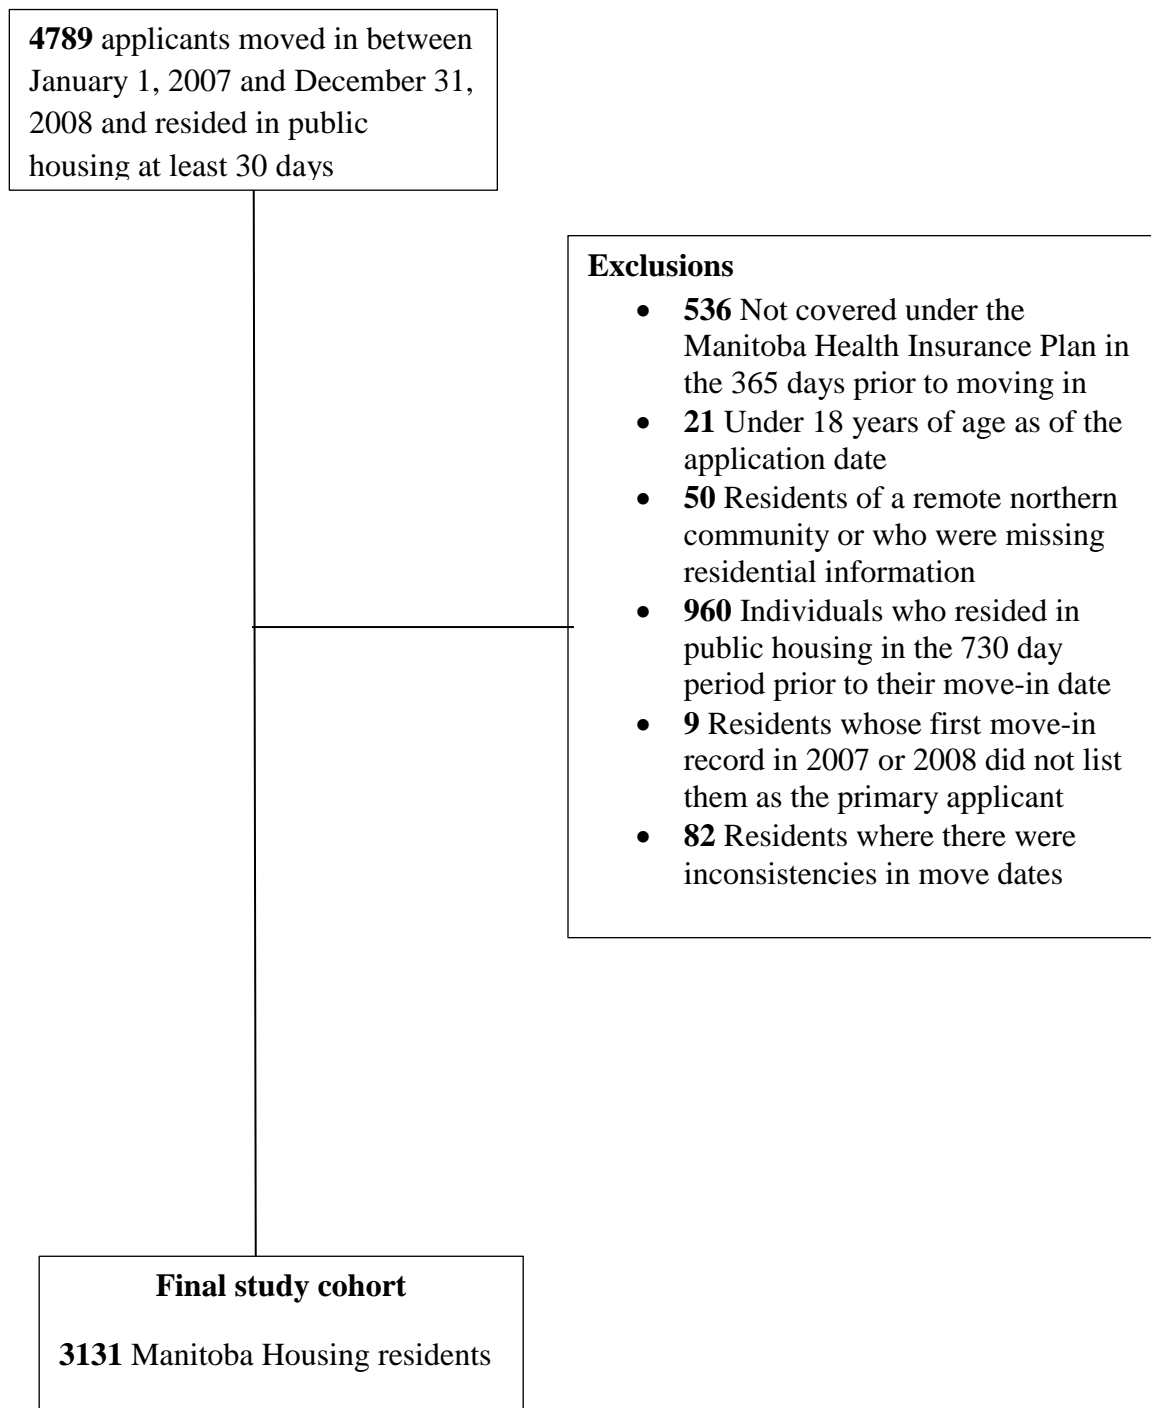 4789 applicants moved in between
January 1, 2007 and December 31,
2008 and resided in public
housing at least 30 days
Exclusions
• 536 Not covered under the
Manitoba Health Insurance Plan in
the 365 days prior to moving in
• 21 Under 18 years of age as of the
application date
• 50 Residents of a remote northern
community or who were missing
residential information
• 960 Individuals who resided in
public housing in the 730 day
period prior to their move-in date
• 9 Residents whose first move-in
record in 2007 or 2008 did not list
them as the primary applicant
• 82 Residents where there were
inconsistencies in move dates
Final study cohort
3131 Manitoba Housing residents